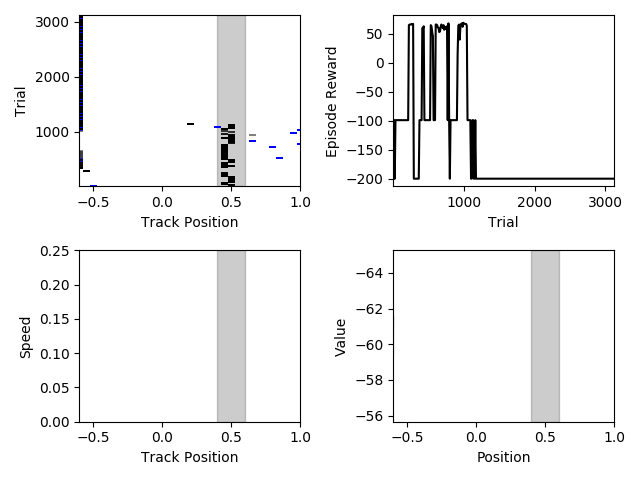 3000
2000
1000
Trial
−0.5 0.0 0.5 1.0
Track Position
50
0
−50
−100
−150
−200
Episode Reward
1000 2000 3000
Trial
0.25
0.20
0.15
0.10
0.05
0.00
Speed
−0.5 0.0 0.5 1.0
Track Position
−64
−62
−60
−58
−56
Value
−0.5 0.0 0.5 1.0
Position